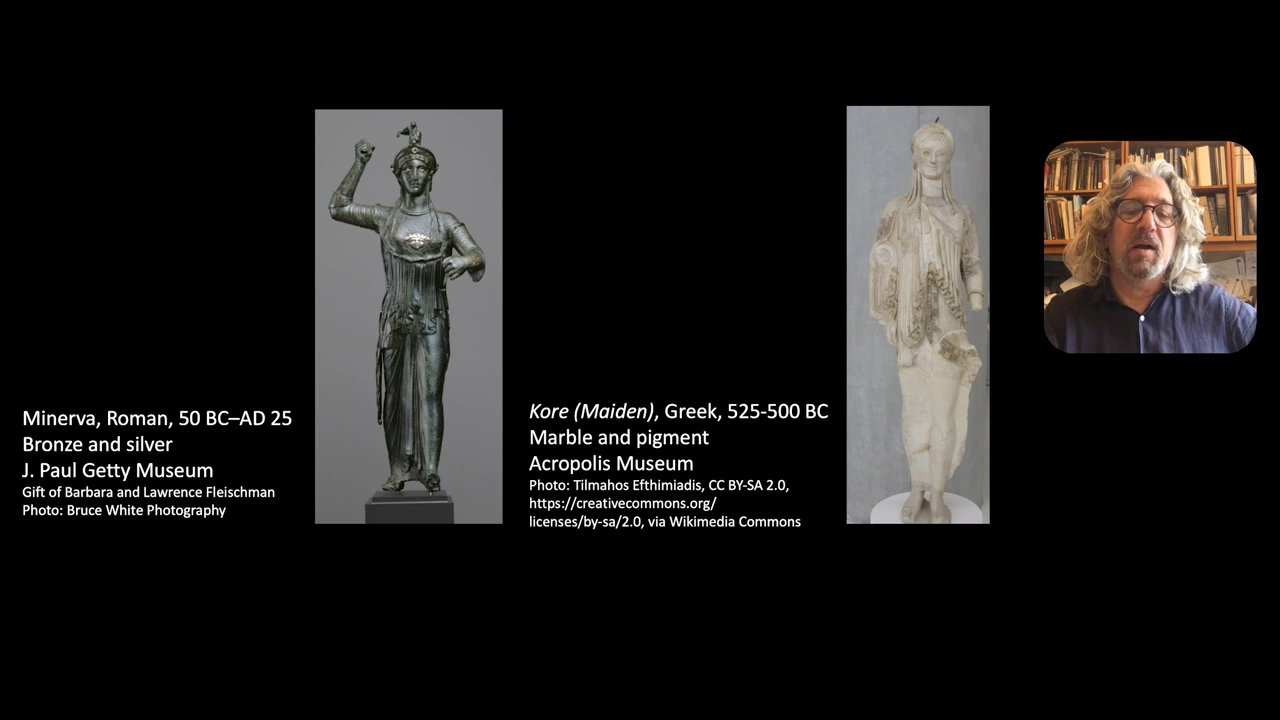 Minerva, Roman, 50 BC–AD 25
Bronze and silver
J. Paul Getty Museum
Gift of Barbara and Lawrence Fleischman
Photo: Bruce White Photography
Kore (Maiden), Greek, 525-500 BC
Marble and pigment
Acropolis Museum
Photo: Tilmahos Efthimiadis, CC BY-SA 2.0,
https://creativecommons.org/
licenses/by-sa/2.0, via Wikimedia Commons